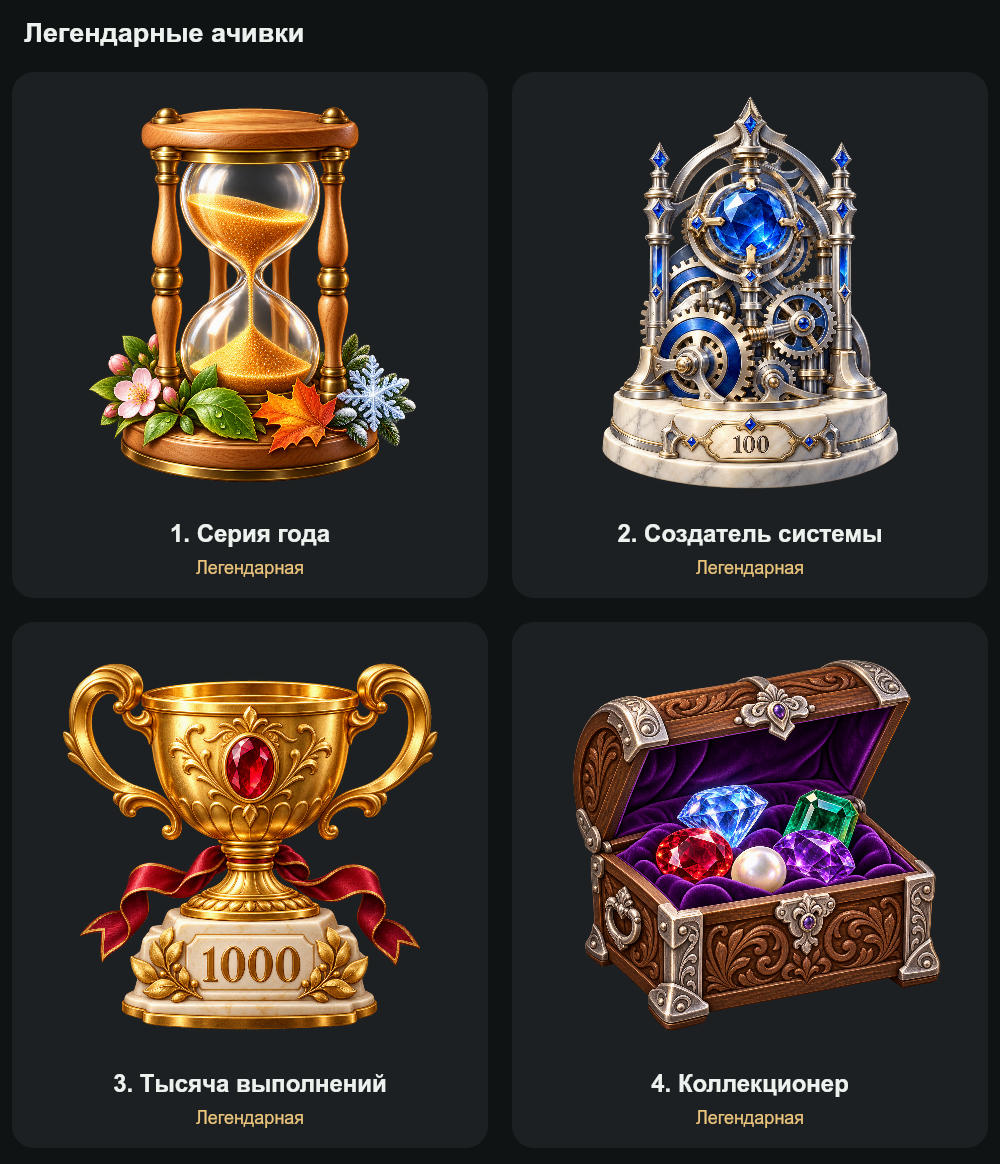 Легендарные ачивки
100
1. Серия года
Легендарная
2. Создатель системы
Легендарная
1000
3. Тысяча выполнений
Легендарная
4. Коллекционер
Легендарная